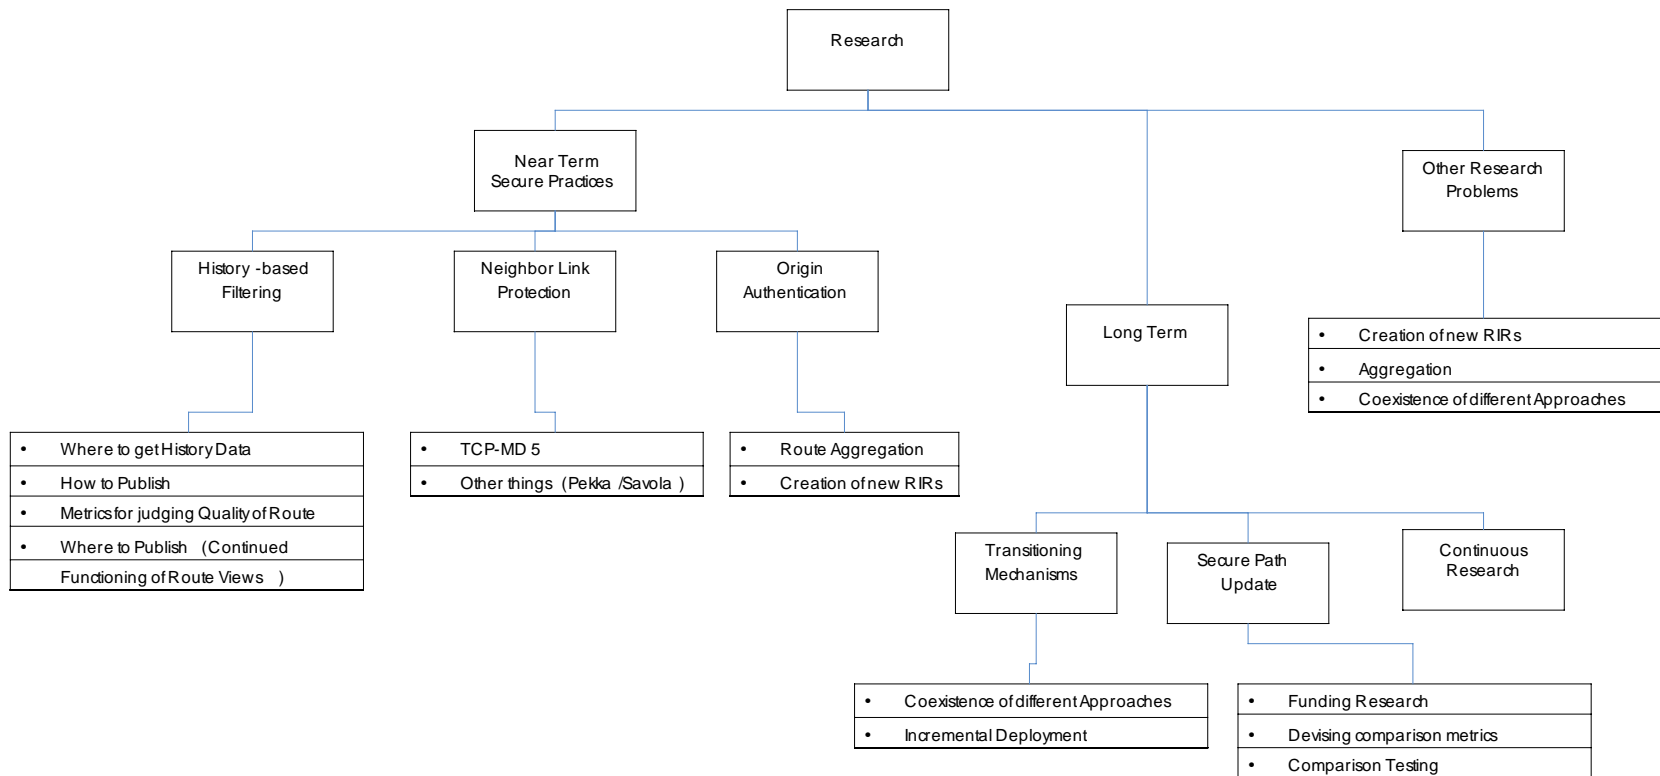 Research
Near Term
Secure Practices
Other Research
Problems
History -based
Filtering
Neighbor Link
Protection
Origin
Authentication
Long Term
• Creation of new RIRs
• Aggregation
• Coexistence of different Approaches
• Where to get History Data
• How to Publish
• Metrics for judging Quality of Route
• Where to Publish (Continued
Functioning of Route Views )
• TCP-MD 5
• Other things (Pekka /Savola )
• Route Aggregation
• Creation of new RIRs
Transitioning
Mechanisms
Secure Path
Update
Continuous
Research
• Coexistence of different Approaches
• Incremental Deployment
• Funding Research
• Devising comparison metrics
• Comparison Testing